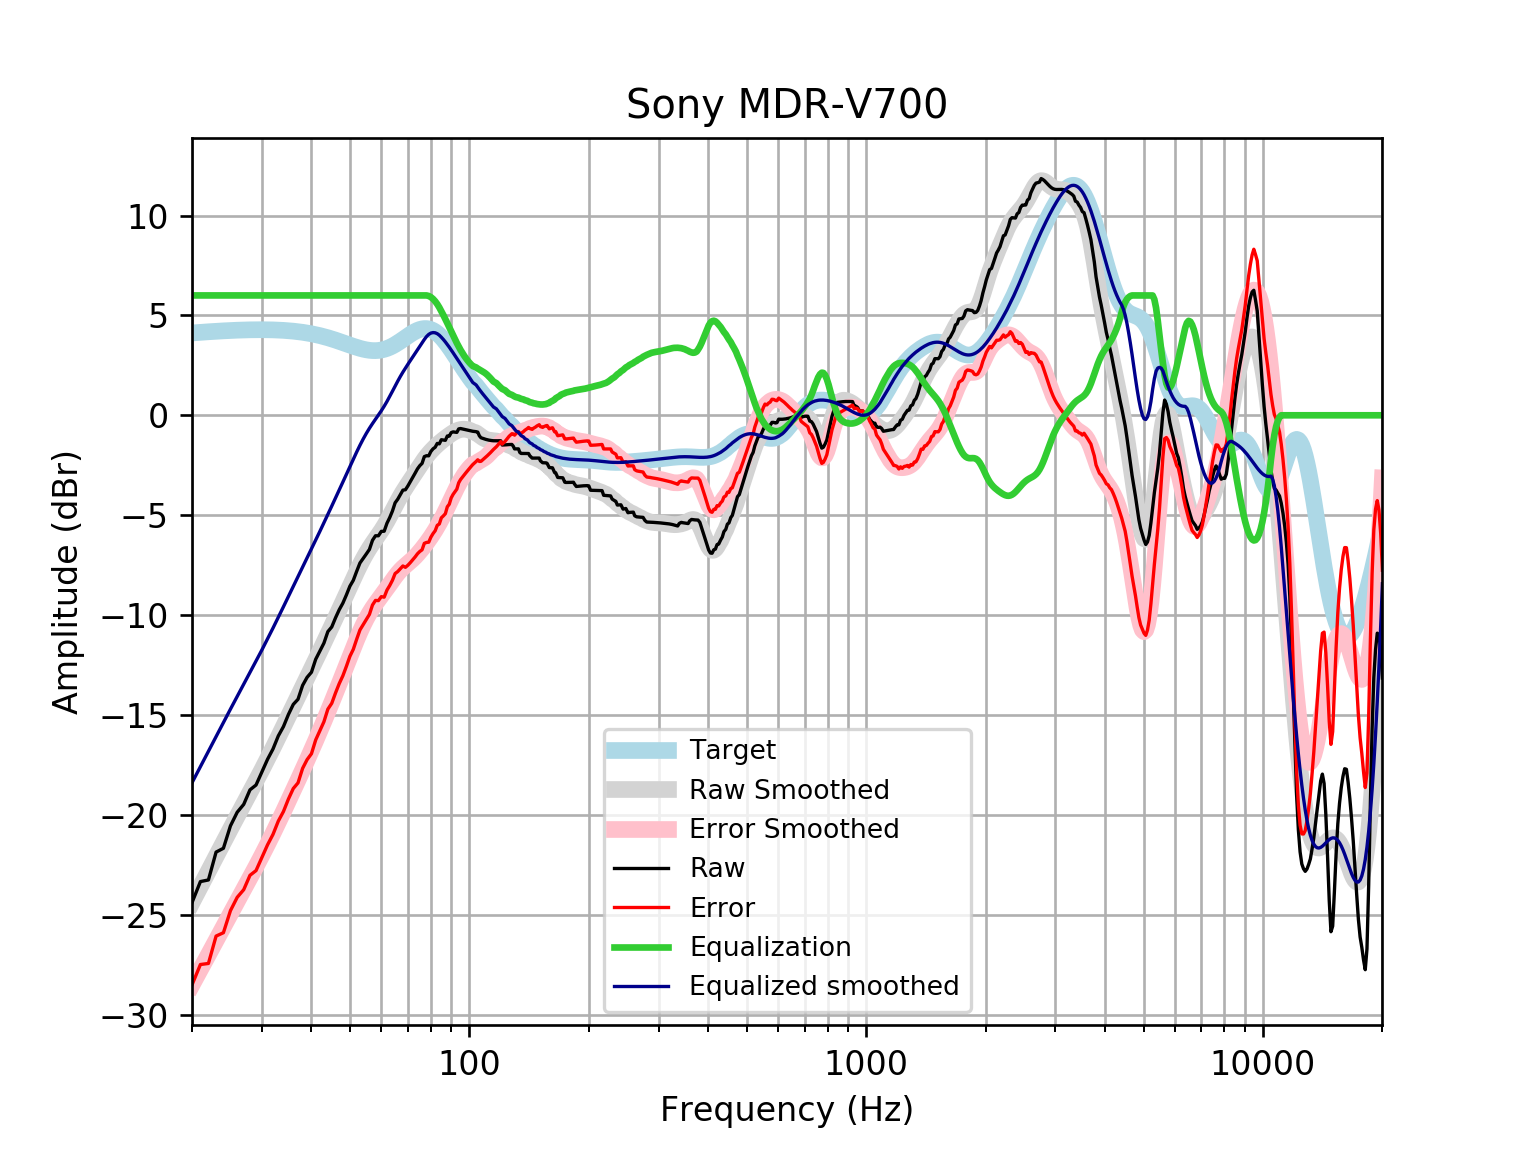 Sony MDR-V700
10
5
0
−5
−10
−15
−20
−25
−30
Amplitude (dBr)
Target
Raw Smoothed
Error Smoothed
Raw
Error
Equalization
Equalized smoothed
100 1000 10000
Frequency (Hz)